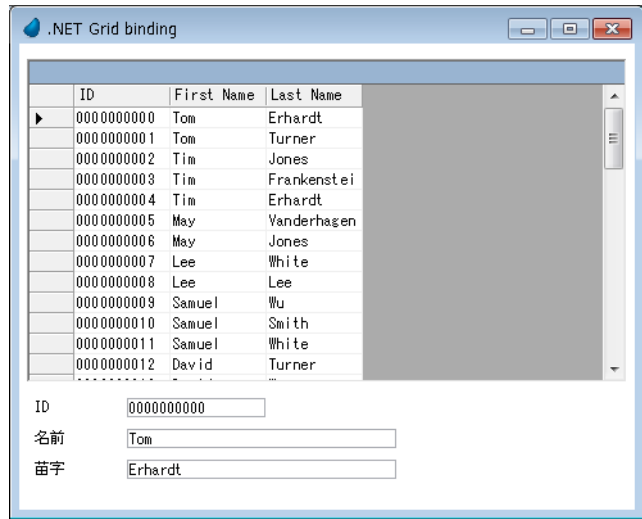 .NET Grid binding
ID First Name Last Name
0000000000 Tom Erhardt
0000000001 Tom Turner
0000000002 Tim Jones
0000000003 Tim Frankenstei
0000000004 Tim Erhardt
0000000005 May Vanderhagen
0000000006 May Jones
0000000007 Lee White
0000000008 Lee Lee
0000000009 Samuel Wu
0000000010 Samuel Smith
0000000011 Samuel White
0000000012 David Turner
ID 0000000000
名前 Tom
苗字 Erhardt